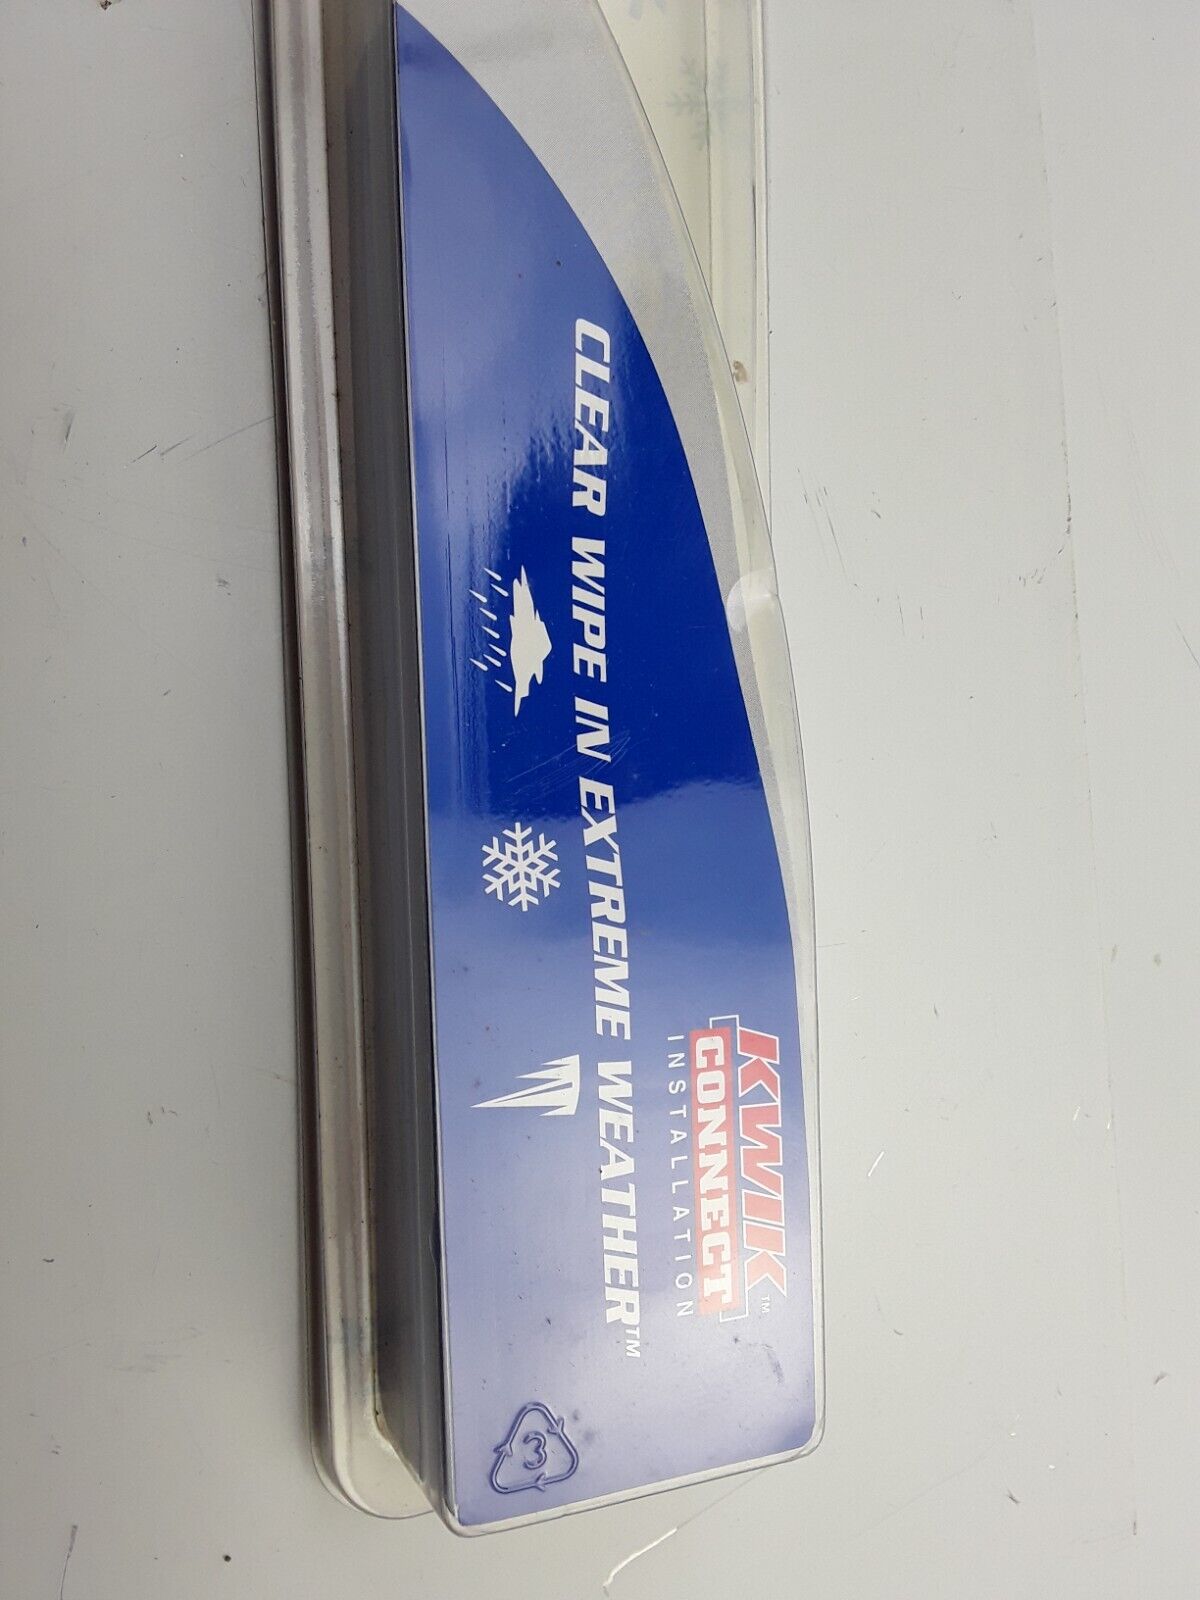 KWIK™
CONNECT
INSTALLATION
CLEAR WIPE IN EXTREME WEATHER™
3